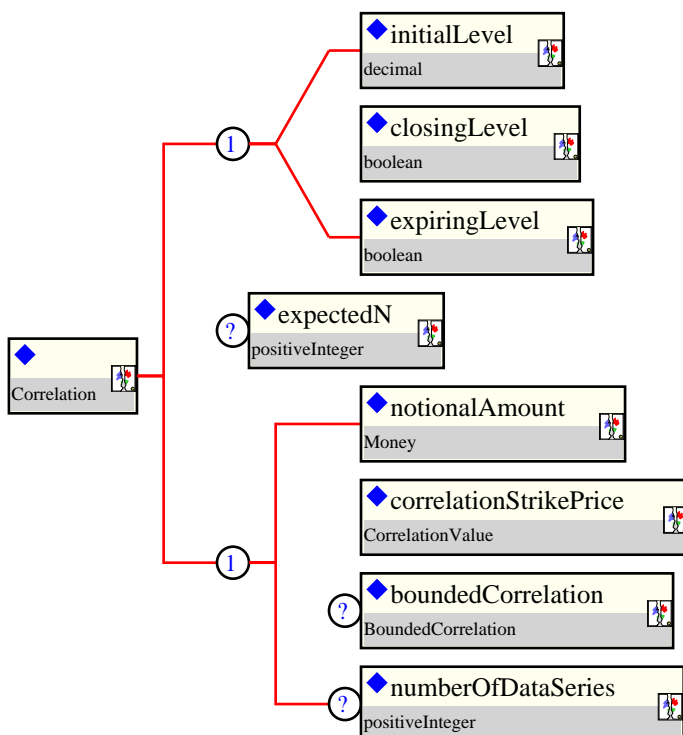 initialLevel
decimal
closingLevel
boolean
1
expiringLevel
boolean
? expectedN
positiveInteger
Correlation
notionalAmount
Money
correlationStrikePrice
CorrelationValue
1
? boundedCorrelation
BoundedCorrelation
? numberOfDataSeries
positiveInteger